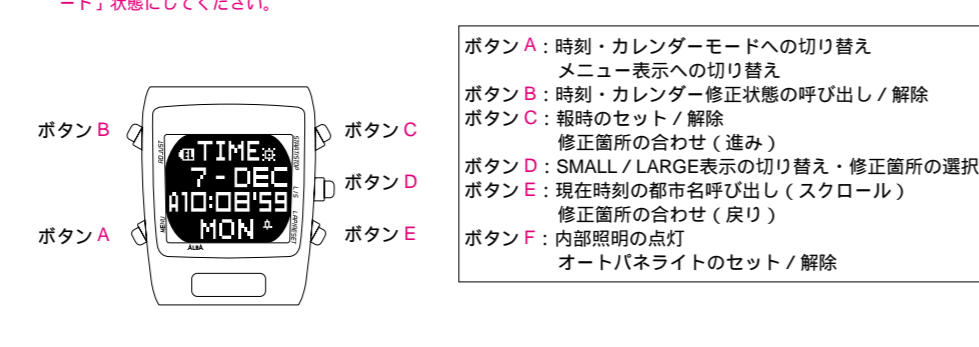 ード」状態にしてください。
ボタン A：時刻・カレンダーモードへの切り替え
メニュー表示への切り替え
ボタン B：時刻・カレンダー修正状態の呼び出し / 解除
ボタン C：報時のセット / 解除
修正箇所の合わせ ( 進み )
ボタン D：SMALL / LARGE表示の切り替え・修正箇所の選択
ボタン E：現在時刻の都市名呼び出し ( スクロール )
修正箇所の合わせ ( 戻り )
ボタン F：内部照明の点灯
オートパネライトのセット / 解除
ボタン B
ボタン C
ボタン D
ボタン A
ボタン E
ADJUST
MENU
START/STOP
L / S
LAP/RESET
EL TIME
7 - DEC
A10:08'59
MON
ALBA